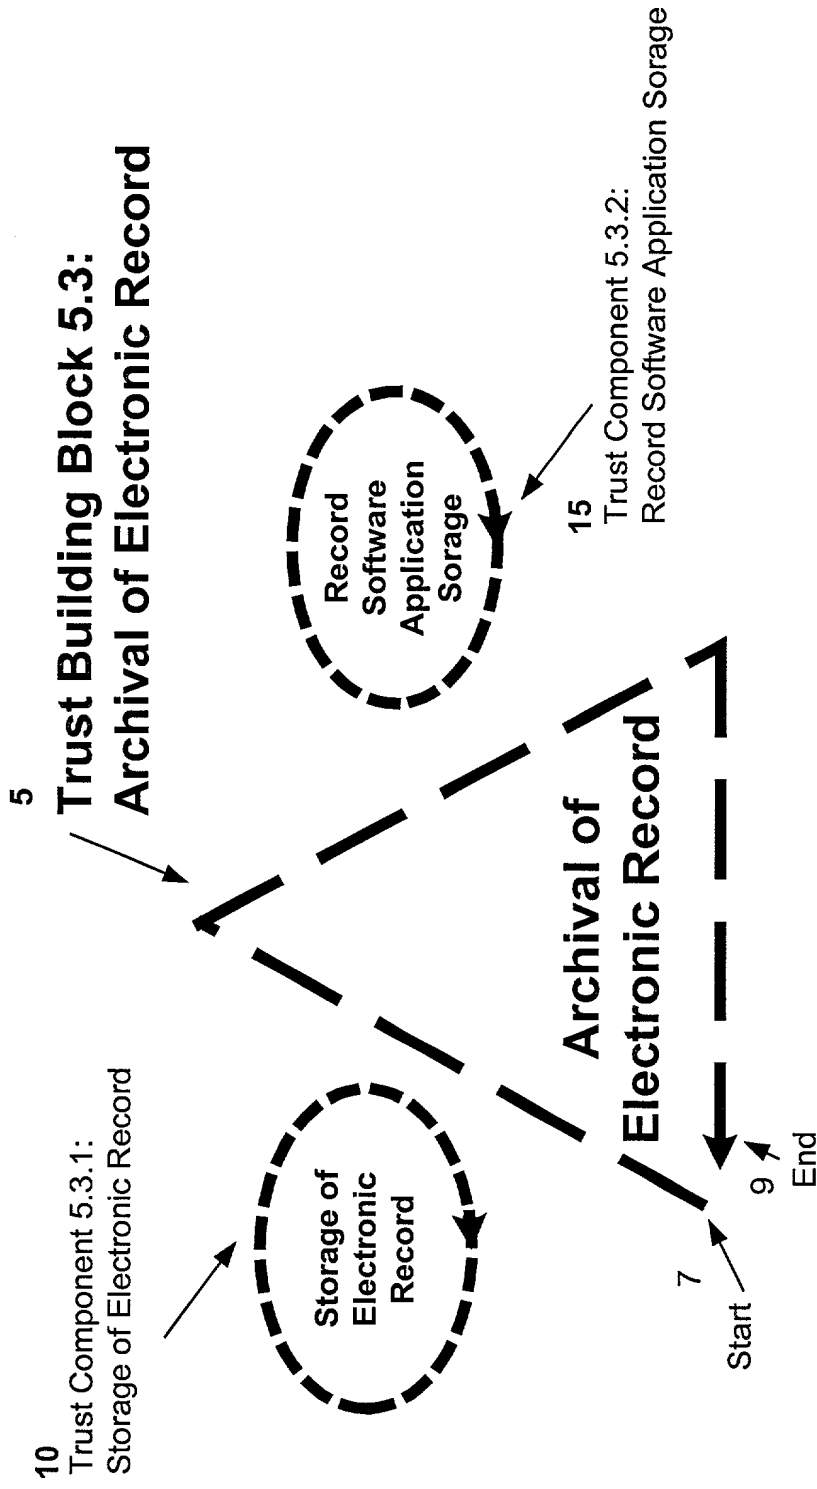 5
Trust Building Block 5.3:
Archival of Electronic Record
10
Trust Component 5.3.1:
Storage of Electronic Record
Storage of
Electronic
Record
Record
Software
Application
Sorage
Archival of
Electronic Record
15
Trust Component 5.3.2:
Record Software Application Sorage
7
Start
9
End